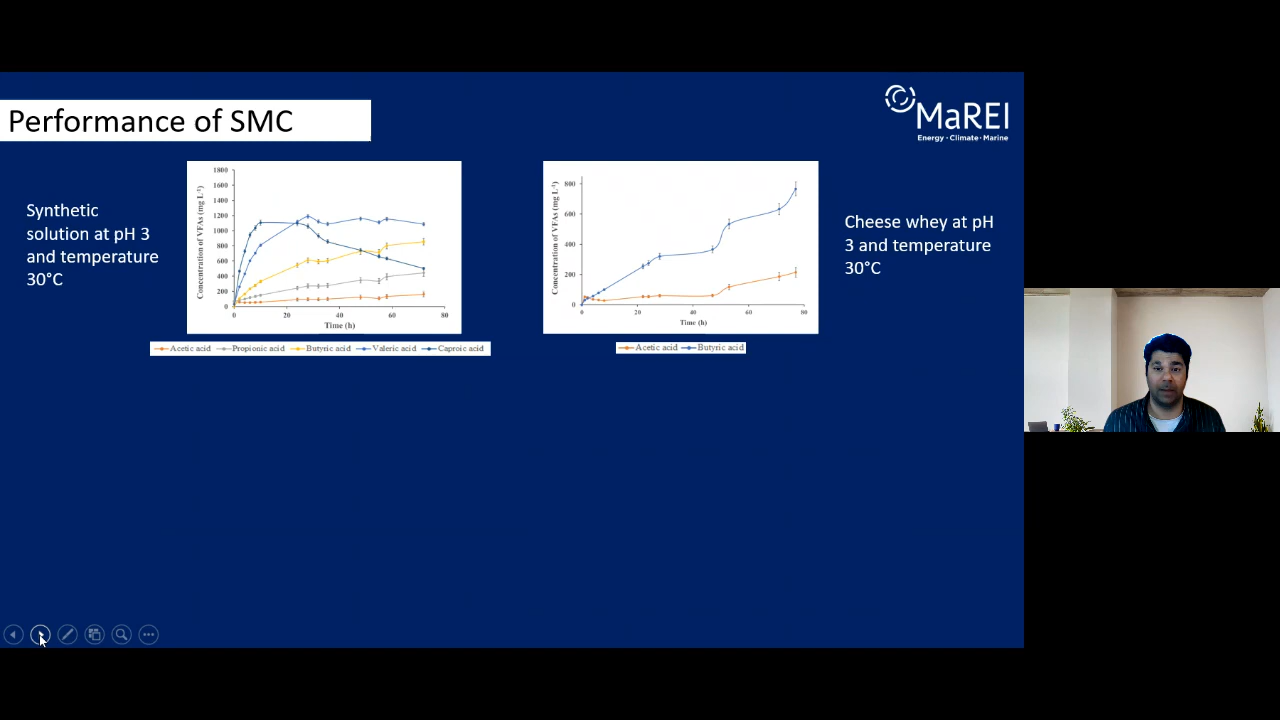 Performance of SMC
MaREI
Energy · Climate · Marine
Synthetic
solution at pH 3
and temperature
30°C
Concentration of VFAs (mg L⁻¹)
1800
1600
1400
1200
1000
800
600
400
200
0
0 20 40 60 80
Time (h)
Acetic acid Propionic acid Butyric acid Valeric acid Caproic acid
Concentration of VFAs (mg L⁻¹)
800
600
400
200
0
0 20 40 60 80
Time (h)
Acetic acid Butyric acid
Cheese whey at pH
3 and temperature
30°C